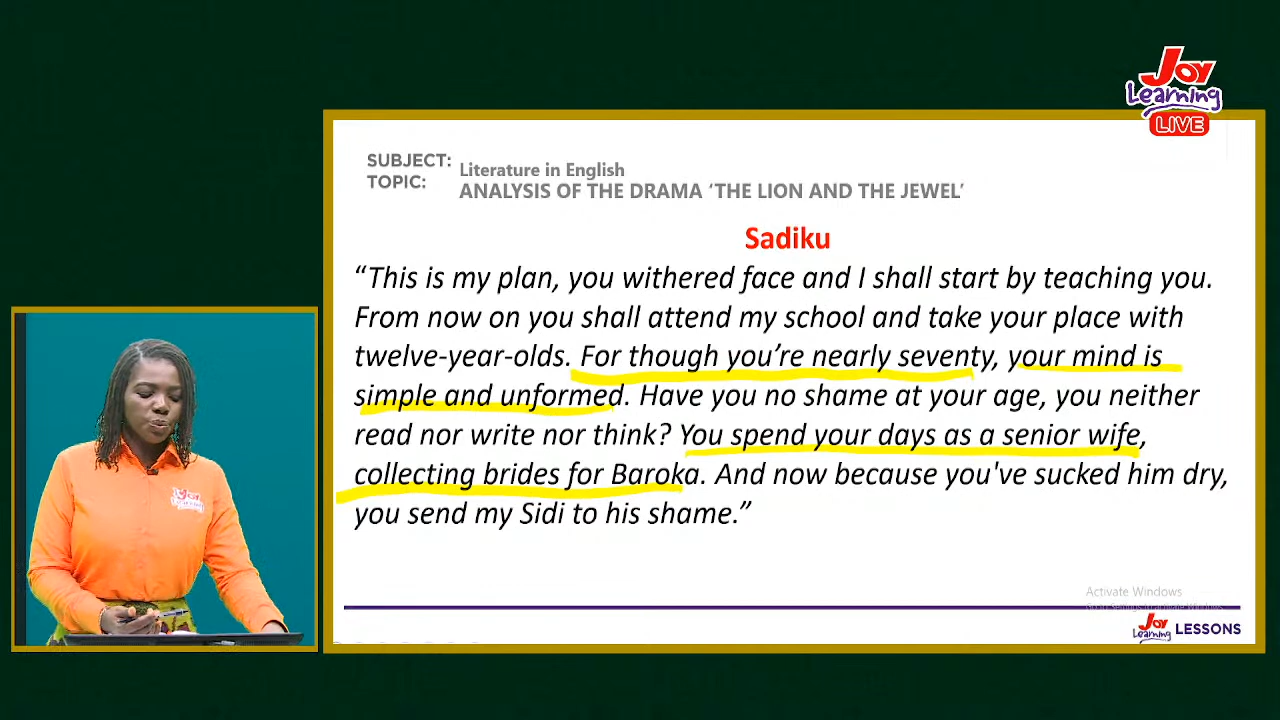 Joy
Learning
LIVE
SUBJECT: Literature in English
TOPIC: ANALYSIS OF THE DRAMA ‘THE LION AND THE JEWEL’
Sadiku
“This is my plan, you withered face and I shall start by teaching you.
From now on you shall attend my school and take your place with
twelve-year-olds. For though you’re nearly seventy, your mind is
simple and unformed. Have you no shame at your age, you neither
read nor write nor think? You spend your days as a senior wife,
collecting brides for Baroka. And now because you've sucked him dry,
you send my Sidi to his shame.”
Activate Windows
Joy
Learning LESSONS